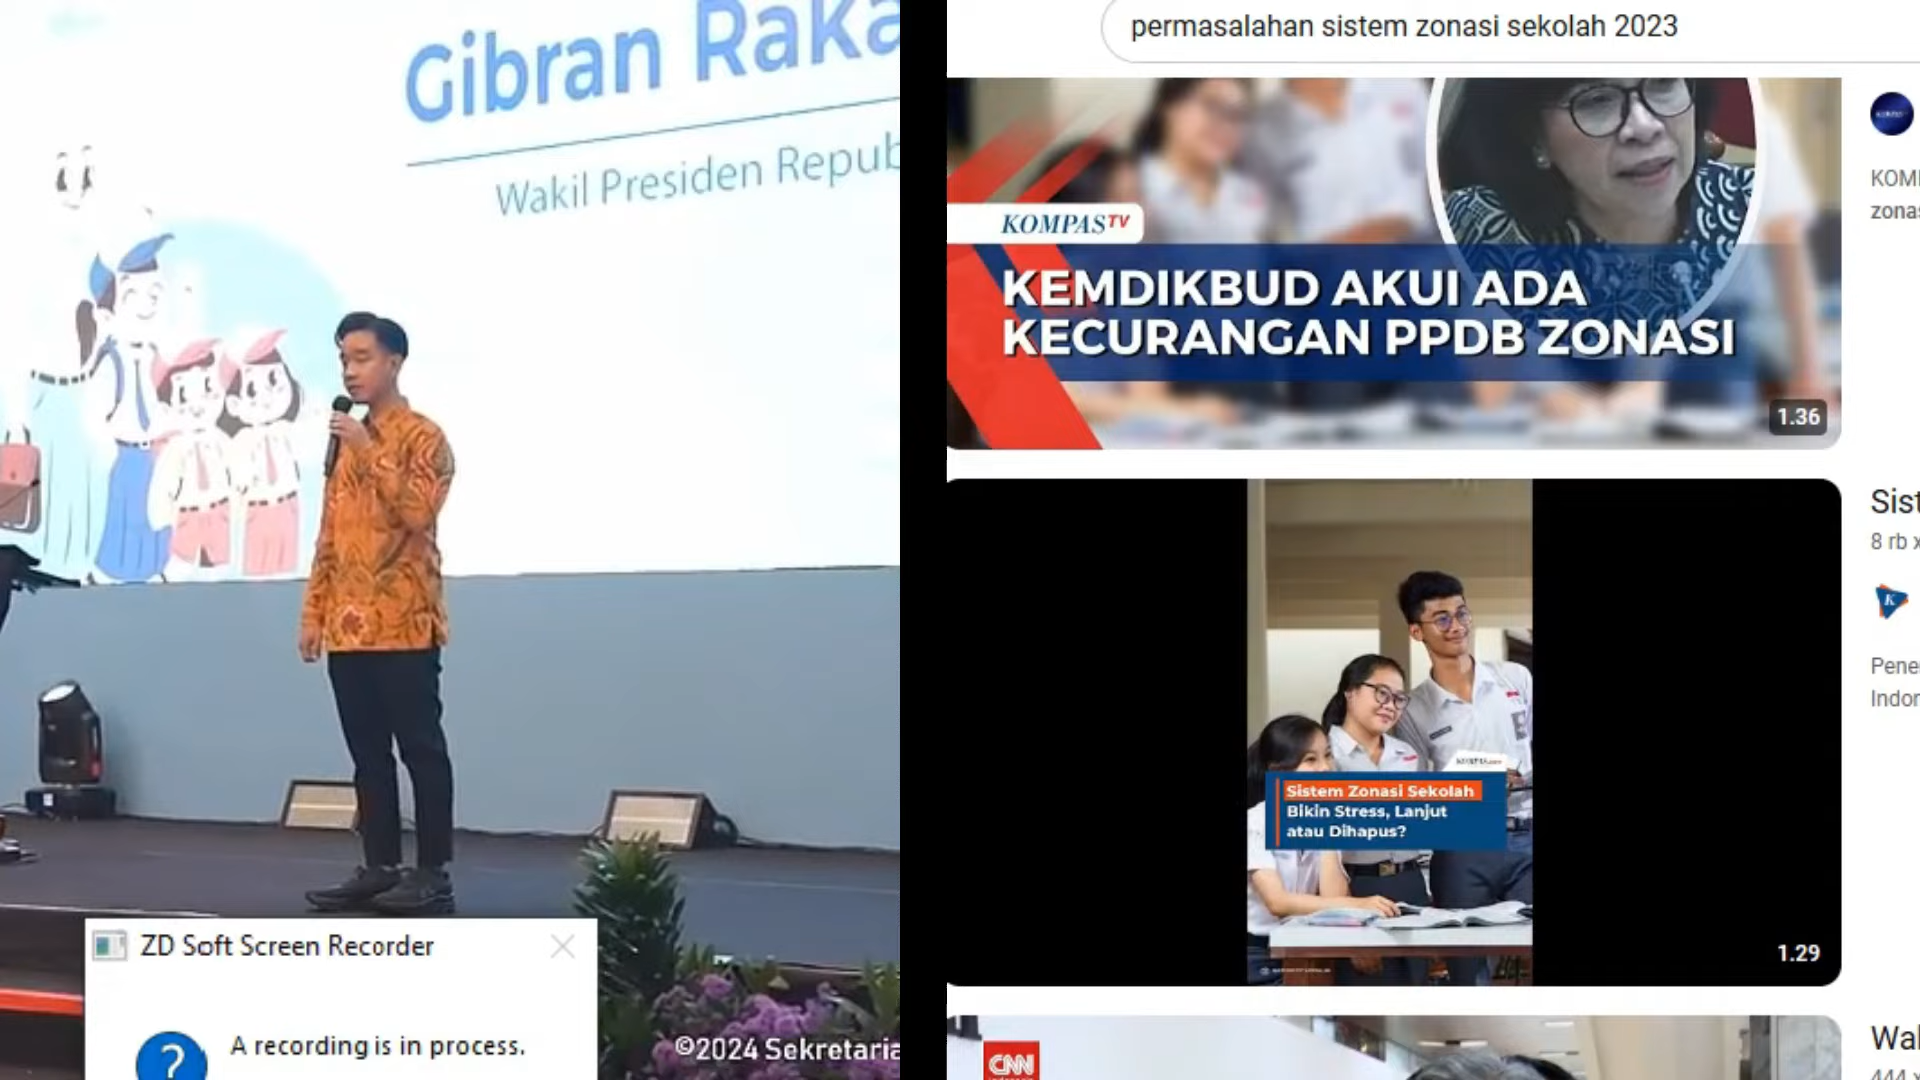 Gibran Raka
Wakil Presiden Repub
ZD Soft Screen Recorder
A recording is in process.
©2024 Sekretaria
permasalahan sistem zonasi sekolah 2023
KOMPASTV
KEMDIKBUD AKUI ADA
KECURANGAN PPDB ZONASI
1.36
KOM
zonas
Sist
8 rb x
K
Pene
Indor
Sistem Zonasi Sekolah
Bikin Stress, Lanjut
atau Dihapus?
1.29
CNN
Wal
444 x